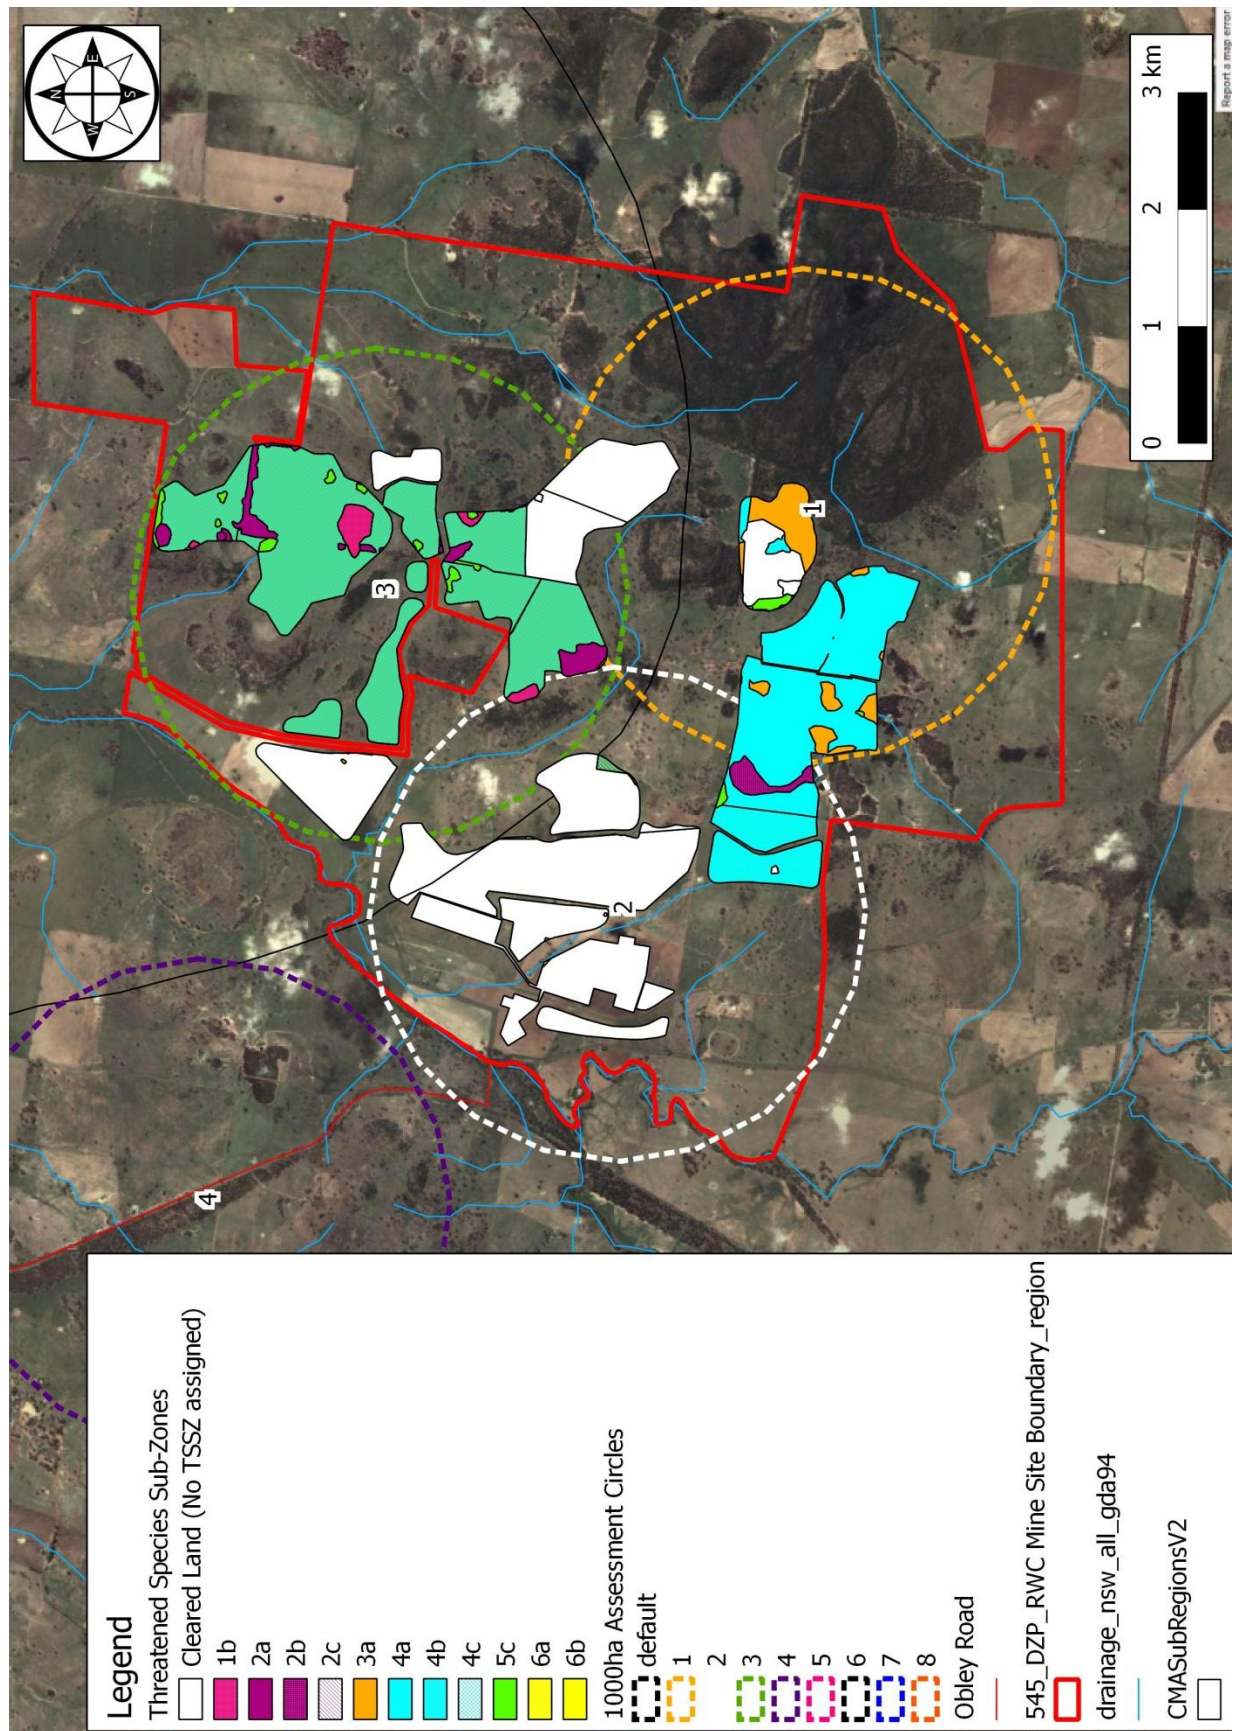 Legend
Threatened Species Sub-Zones
Cleared Land (No TSSZ assigned)
1b
2a
2b
2c
3a
4a
4b
4c
5c
6a
6b
1000ha Assessment Circles
default
1
2
3
4
5
6
7
8
Obley Road
545_DZP_RWC Mine Site Boundary_region
drainage_nsw_all_gda94
CMASubRegionsV2
4
2
3
1
N
E
S
W
0 1 2 3 km
Report a map error